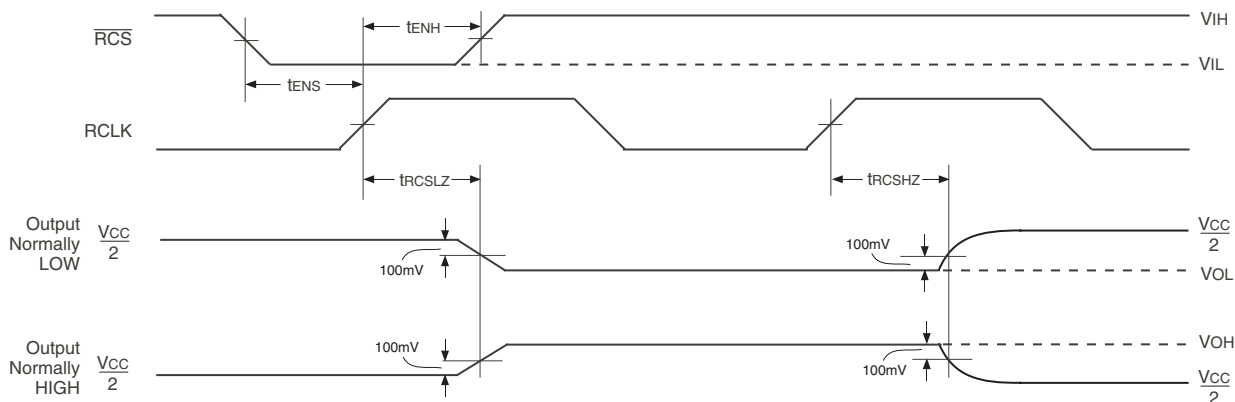 tENH
RCS
VIH
VIL
tENS
RCLK
tRCSLZ
tRCSHZ
Output
Normally
LOW
VCC
2
100mV
100mV
VCC
2
VOL
Output
Normally
HIGH
VCC
2
100mV
100mV
VOH
VCC
2